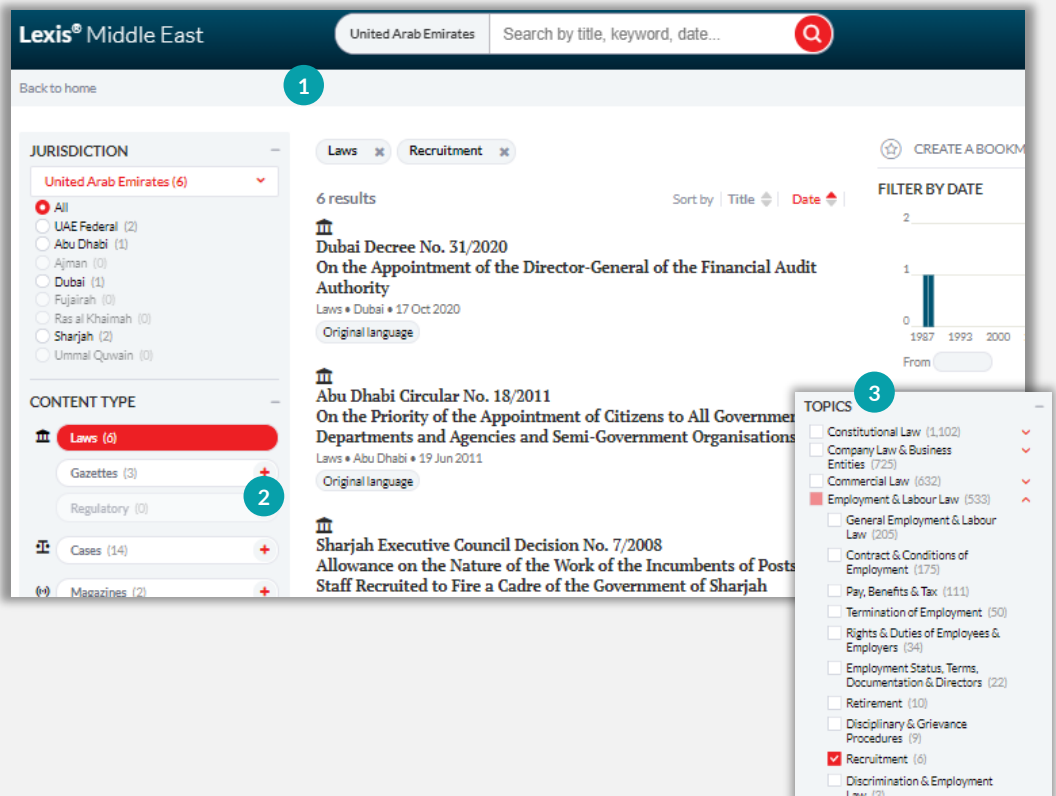 Lexis® Middle East
United Arab Emirates
Search by title, keyword, date...
Back to home
1
JURISDICTION
United Arab Emirates (6)
All
UAE Federal (2)
Abu Dhabi (1)
Ajman (0)
Dubai (1)
Fujairah (0)
Ras al Khaimah (0)
Sharjah (2)
Ummal Quwain (0)
CONTENT TYPE
Laws (6)
Gazettes (3)
2
Regulatory (0)
Cases (14)
Magazines (2)
Laws
Recruitment
6 results
Sort by Title Date
Dubai Decree No. 31/2020
On the Appointment of the Director-General of the Financial Audit
Authority
Laws • Dubai • 17 Oct 2020
Original language
Abu Dhabi Circular No. 18/2011
On the Priority of the Appointment of Citizens to All Governmen
Departments and Agencies and Semi-Government Organisations
Laws • Abu Dhabi • 19 Jun 2011
Original language
Sharjah Executive Council Decision No. 7/2008
Allowance on the Nature of the Work of the Incumbents of Posts
Staff Recruited to Fire a Cadre of the Government of Sharjah
CREATE A BOOKM
FILTER BY DATE
2
1
0
1987 1993 2000
From
3
TOPICS
Constitutional Law (1,102)
Company Law & Business
Entities (725)
Commercial Law (632)
Employment & Labour Law (533)
General Employment & Labour
Law (205)
Contract & Conditions of
Employment (175)
Pay, Benefits & Tax (111)
Termination of Employment (50)
Rights & Duties of Employees &
Employers (34)
Employment Status, Terms,
Documentation & Directors (22)
Retirement (10)
Disciplinary & Grievance
Procedures (9)
Recruitment (6)
Discrimination & Employment